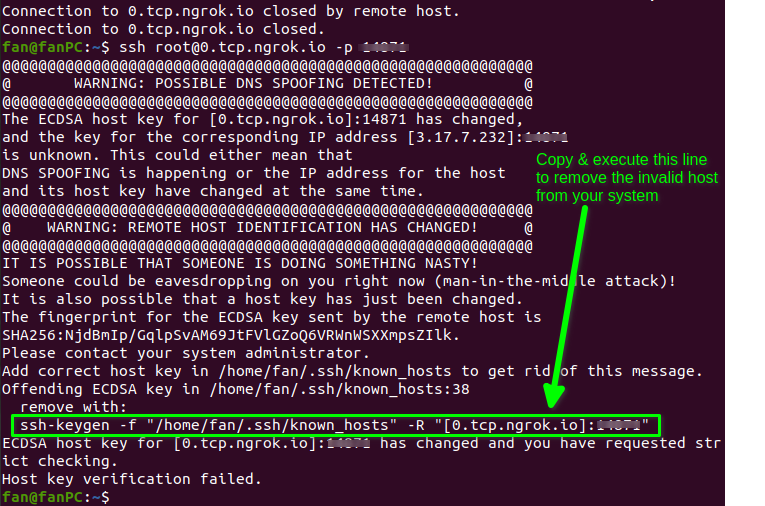 Connection to 0.tcp.ngrok.io closed by remote host.
Connection to 0.tcp.ngrok.io closed.
fan@fanPC:~$ ssh root@0.tcp.ngrok.io -p
@@@@@@@@@@@@@@@@@@@@@@@@@@@@@@@@@@@@@@@@@@@@@@@@@@@@@@@@@@@
@       WARNING: POSSIBLE DNS SPOOFING DETECTED!          @
@@@@@@@@@@@@@@@@@@@@@@@@@@@@@@@@@@@@@@@@@@@@@@@@@@@@@@@@@@@
The ECDSA host key for [0.tcp.ngrok.io]:14871 has changed,
and the key for the corresponding IP address [3.17.7.232]:
is unknown. This could either mean that
DNS SPOOFING is happening or the IP address for the host
and its host key have changed at the same time.
Copy & execute this line
to remove the invalid host
from your system
@@@@@@@@@@@@@@@@@@@@@@@@@@@@@@@@@@@@@@@@@@@@@@@@@@@@@@@@@@@
@    WARNING: REMOTE HOST IDENTIFICATION HAS CHANGED!     @
@@@@@@@@@@@@@@@@@@@@@@@@@@@@@@@@@@@@@@@@@@@@@@@@@@@@@@@@@@@
IT IS POSSIBLE THAT SOMEONE IS DOING SOMETHING NASTY!
Someone could be eavesdropping on you right now (man-in-the-middle attack)!
It is also possible that a host key has just been changed.
The fingerprint for the ECDSA key sent by the remote host is
SHA256:NjdBmIp/GqlpSvAM69JtFVlGZoQ6VRWnWSXXmpsZIlk.
Please contact your system administrator.
Add correct host key in /home/fan/.ssh/known_hosts to get rid of this message.
Offending ECDSA key in /home/fan/.ssh/known_hosts:38
  remove with:
  ssh-keygen -f "/home/fan/.ssh/known_hosts" -R "[0.tcp.ngrok.io]:"
ECDSA host key for [0.tcp.ngrok.io]: has changed and you have requested str
ict checking.
Host key verification failed.
fan@fanPC:~$